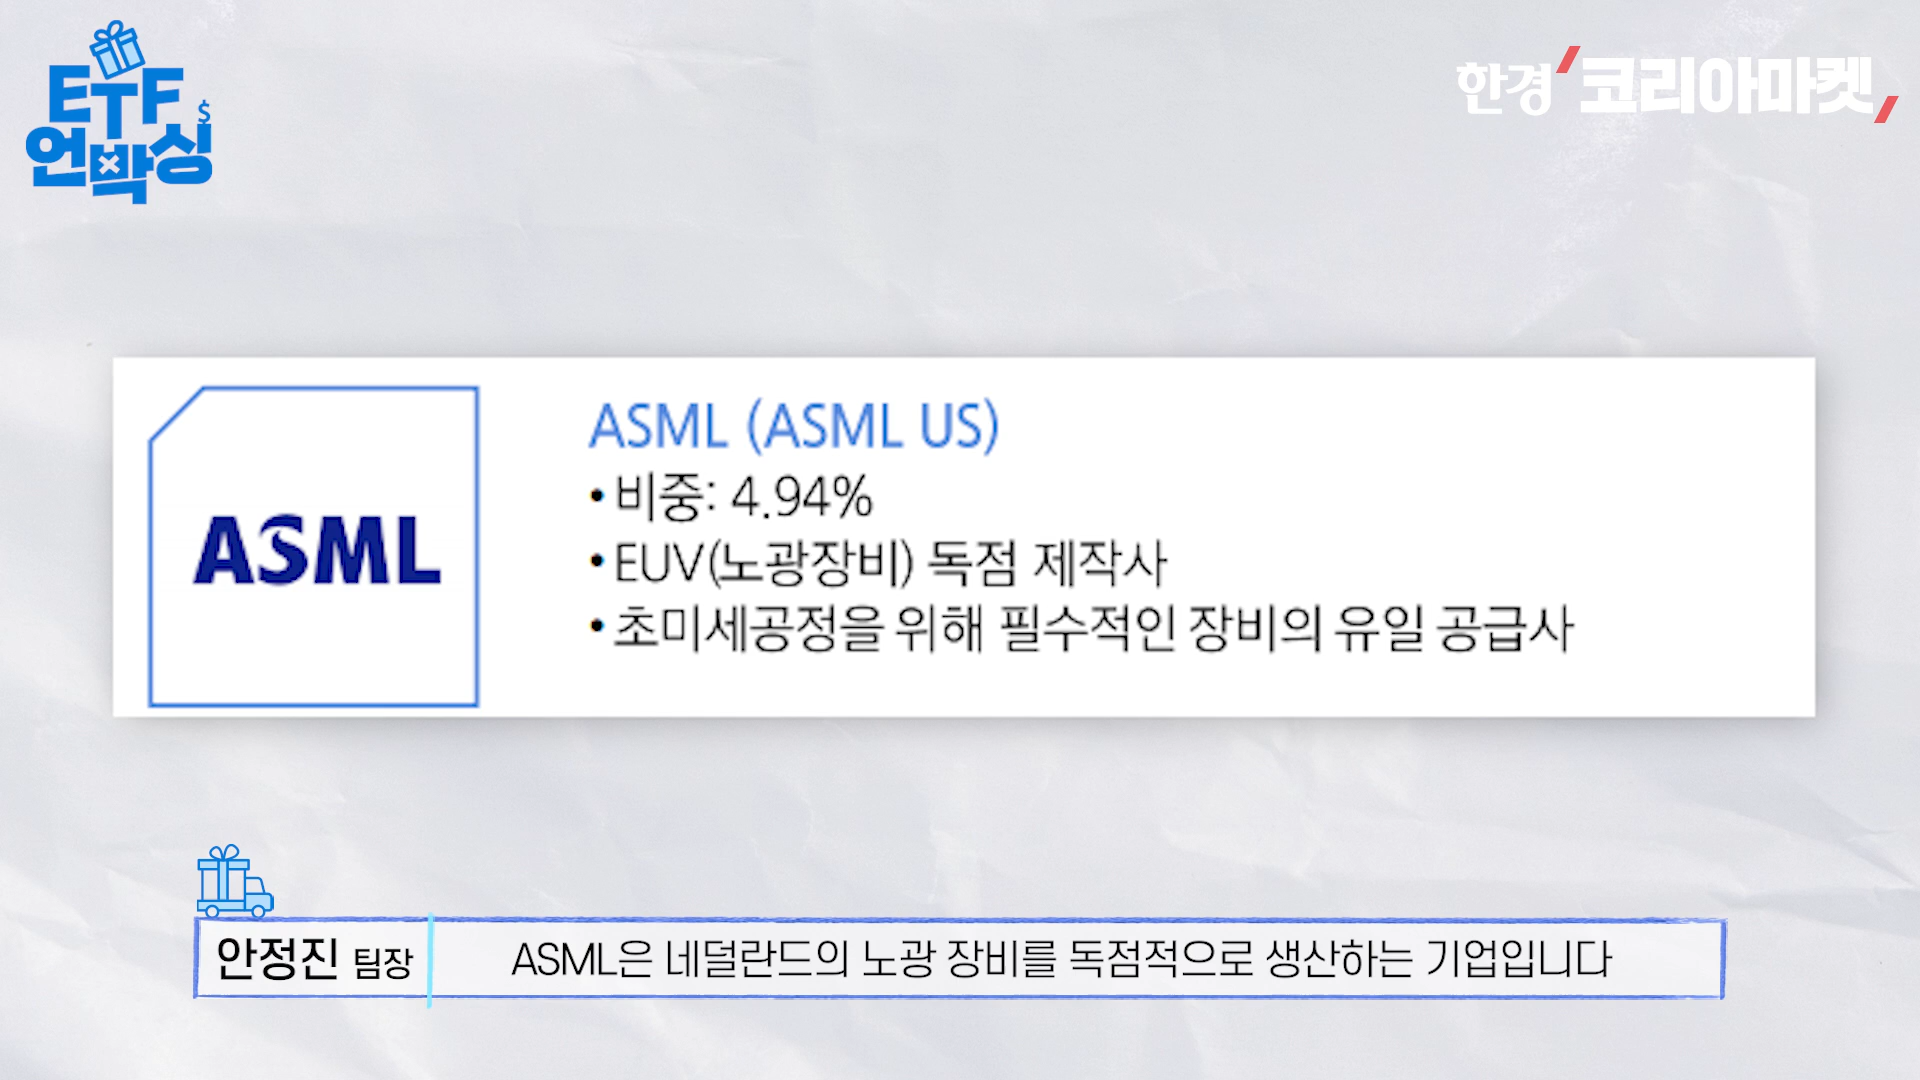 ETF
언박싱
$
한경 코리아마켓
ASML
ASML (ASML US)
• 비중: 4.94%
• EUV(노광장비) 독점 제작사
• 초미세공정을 위해 필수적인 장비의 유일 공급사
안정진 팀장
ASML은 네덜란드의 노광 장비를 독점적으로 생산하는 기업입니다